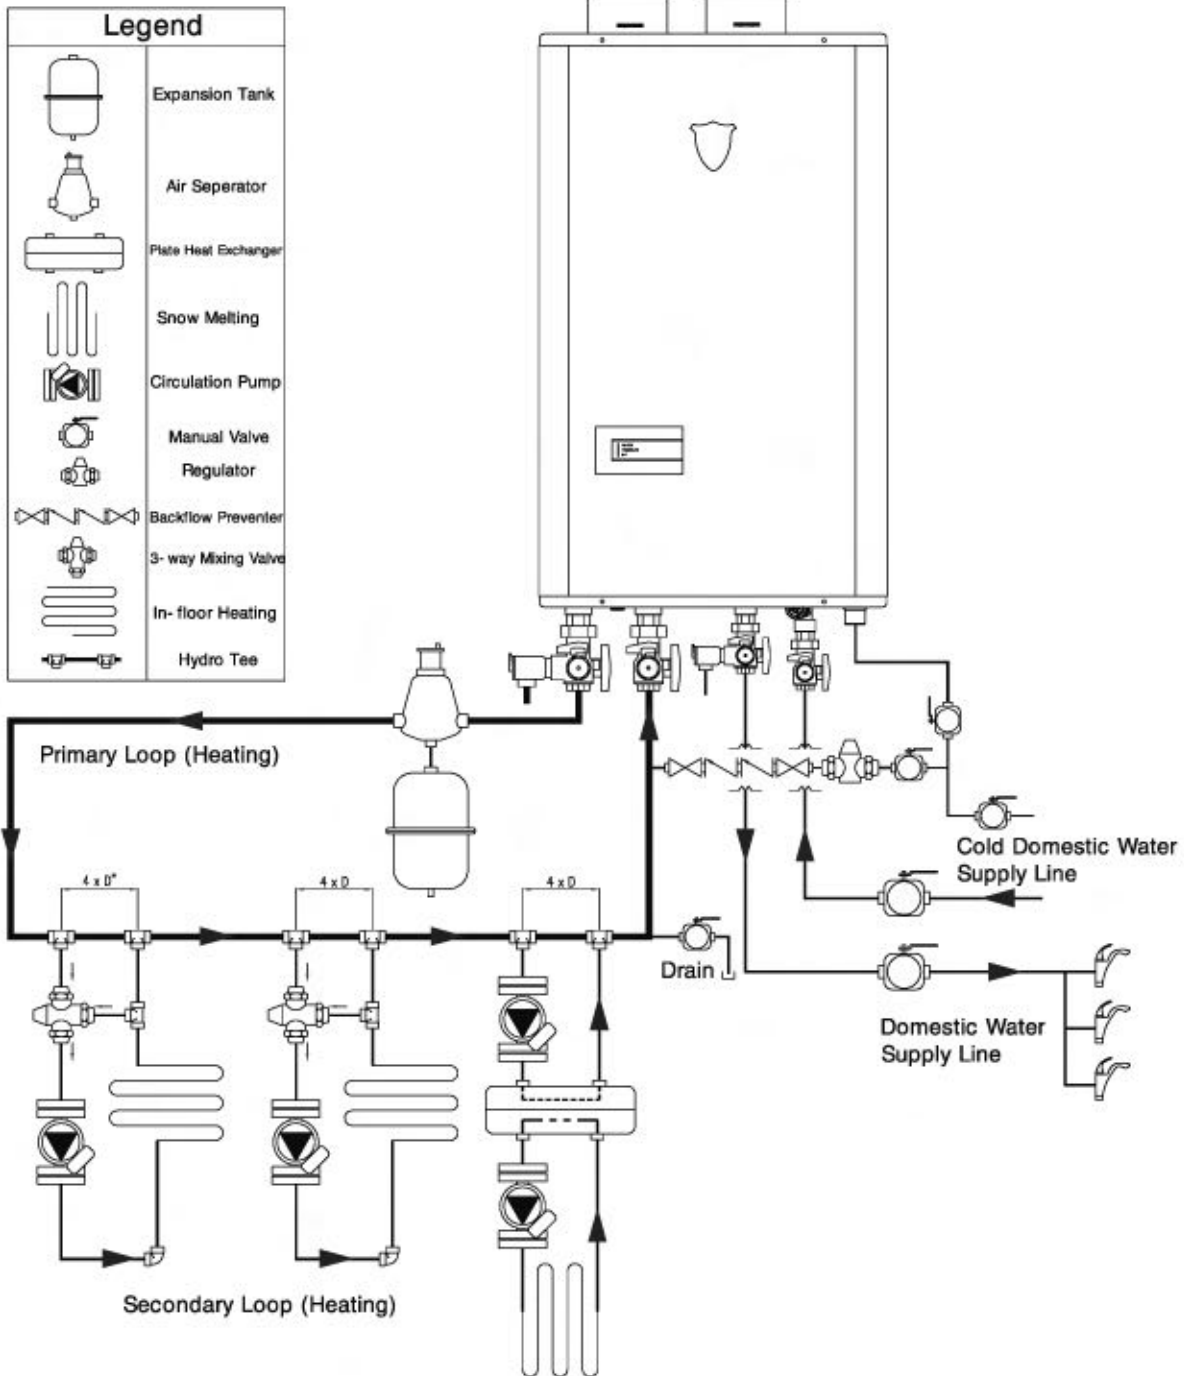 Legend
Expansion Tank
Air Seperator
Plate Heat Exchanger
Snow Melting
Circulation Pump
Manual Valve
Regulator
Backflow Preventer
3- way Mixing Valve
In- floor Heating
Hydro Tee
Primary Loop (Heating)
Cold Domestic Water
Supply Line
4 x D*
4 x D
4 x D
Drain
Domestic Water
Supply Line
Secondary Loop (Heating)